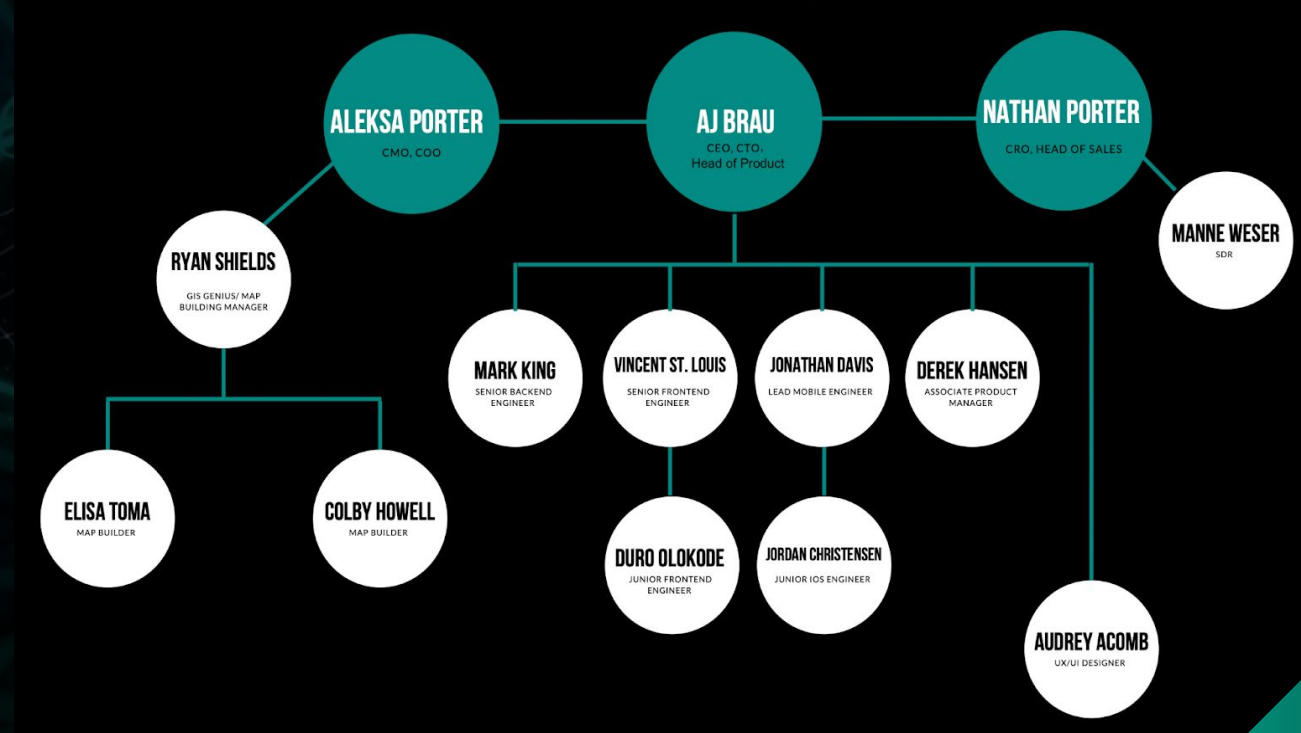 ALEKSA PORTER
CMO, COO
AJ BRAU
CEO, CTO,
Head of Product
NATHAN PORTER
CRO, HEAD OF SALES
MANNE WESER
SDR
RYAN SHIELDS
GIS GENIUS/ MAP
BUILDING MANAGER
MARK KING
SENIOR BACKEND
ENGINEER
VINCENT ST. LOUIS
SENIOR FRONTEND
ENGINEER
JONATHAN DAVIS
LEAD MOBILE ENGINEER
DEREK HANSEN
ASSOCIATE PRODUCT
MANAGER
ELISA TOMA
MAP BUILDER
COLBY HOWELL
MAP BUILDER
DURO OLOKODE
JUNIOR FRONTEND
ENGINEER
JORDAN CHRISTENSEN
JUNIOR IOS ENGINEER
AUDREY ACOMB
UX/UI DESIGNER